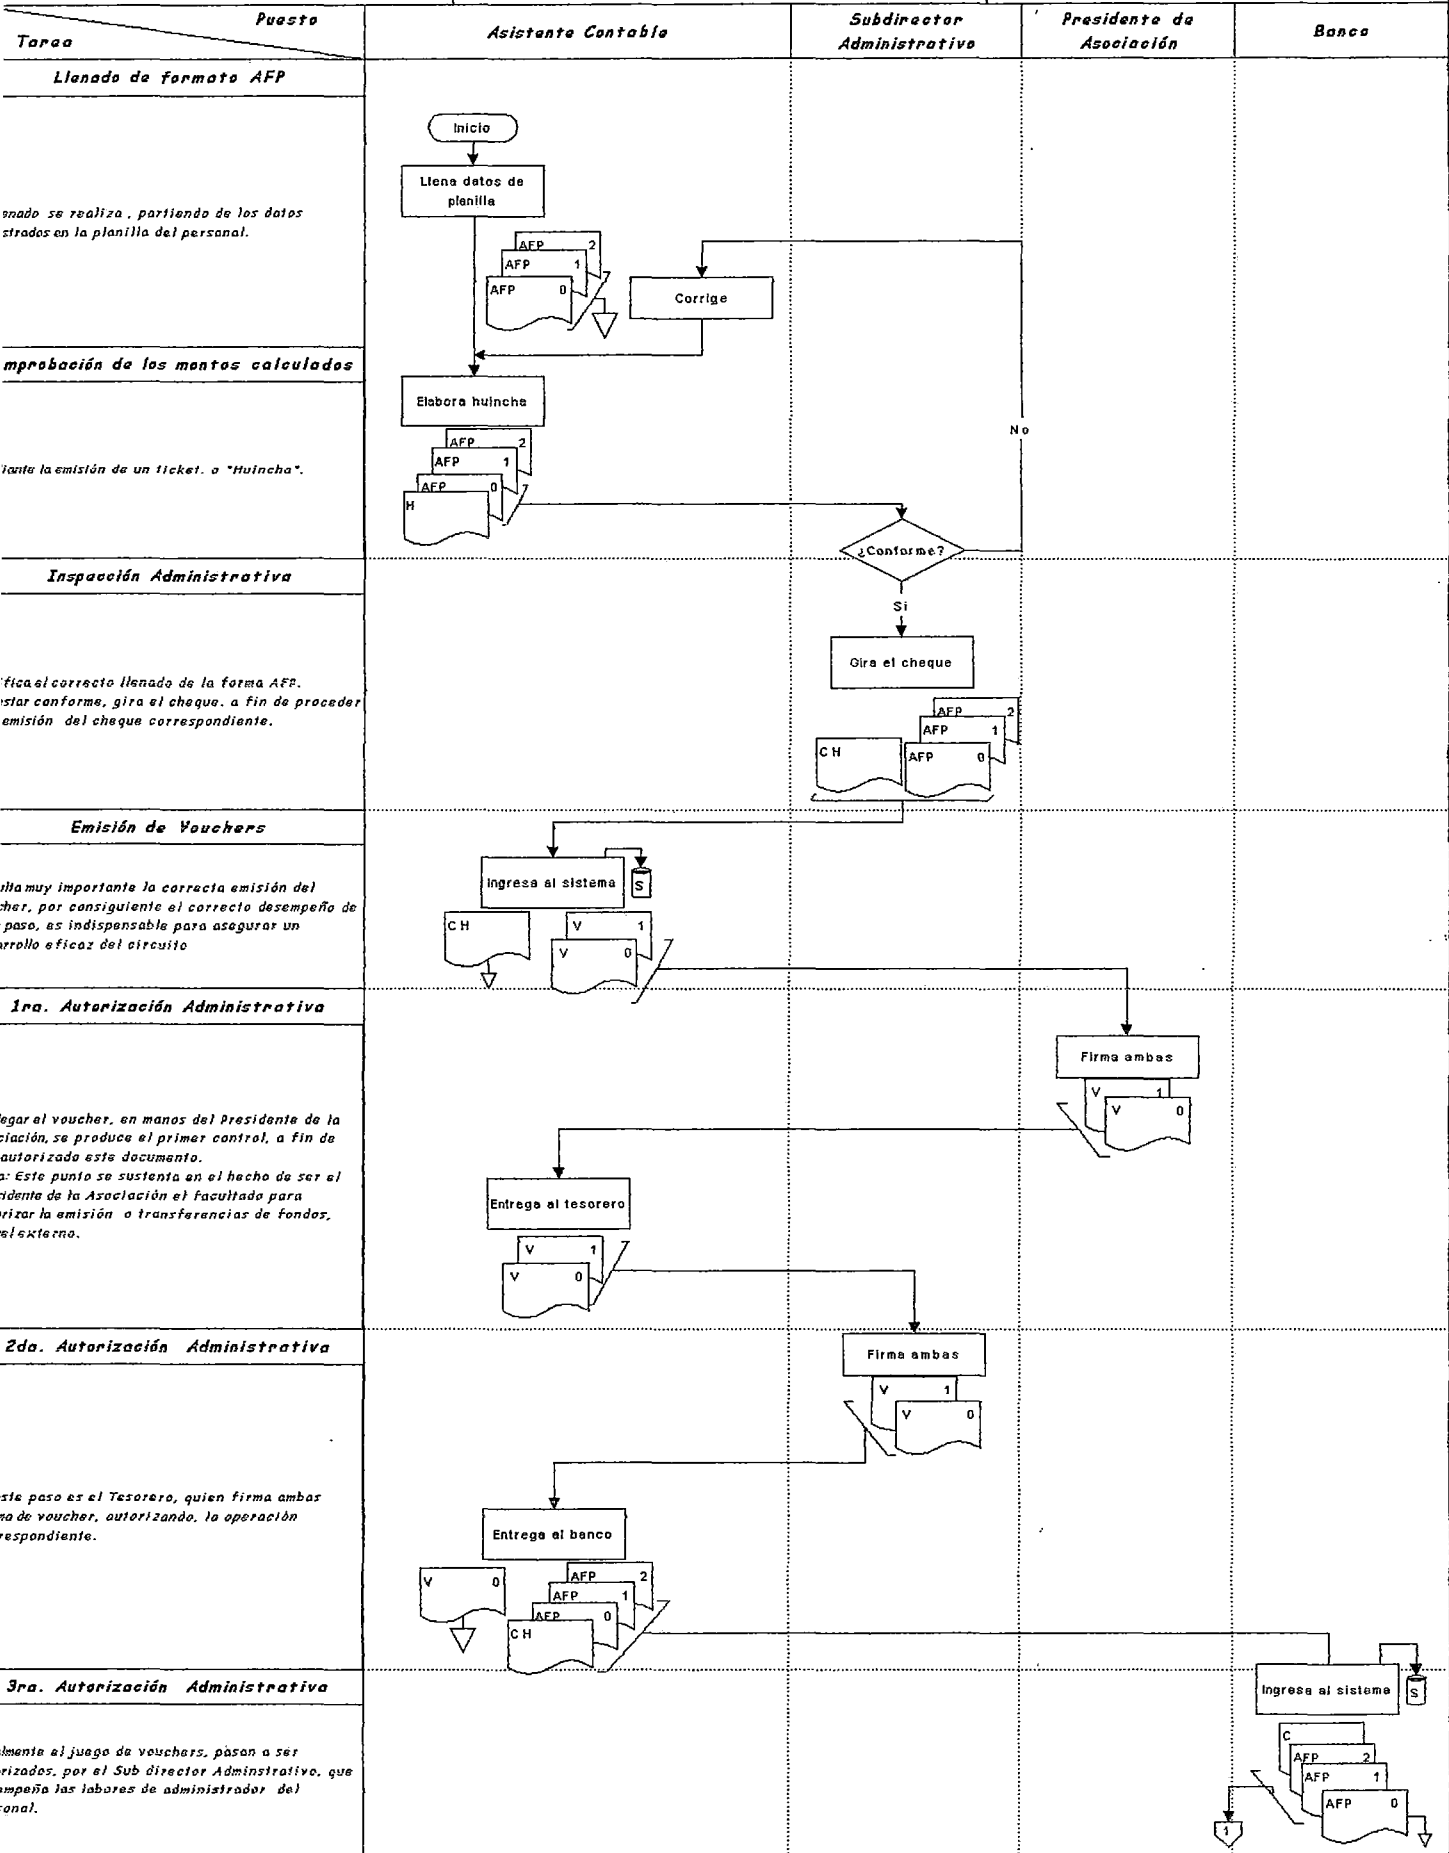 Puesto
Tarea
Asistente Contable
Subdirector
Administrativo
Presidente de
Asociación
Banco
Llenado de formato AFP
Inicio
Llena datos de
planilla
enado se realiza , partiendo de los datos
strados en la planilla del personal.
AFP 2
AFP 1
AFP 0
Corrige
mprobación de los montos calculados
Elabora huincha
No
iante la emisión de un ticket. o "Huincha".
AFP 2
AFP 1
AFP 0
H
¿Conforme?
Inspección Administrativa
Si
Gira el cheque
fica el correcto llenado de la forma AFP.
estar conforme, gira el cheque. a fin de proceder
emisión del cheque correspondiente.
AFP 2
AFP 1
CH AFP 0
Emisión de Vouchers
Ingresa al sistema S
ulta muy importante la correcta emisión del
cher, por consiguiente el correcto desempeño de
paso, es indispensable para asegurar un
arrollo eficaz del circuito
CH V 1
V 0
1ra. Autorización Administrativa
Firma ambas
V 1
V 0
legar el voucher, en manos del Presidente de la
ciación, se produce el primer control, a fin de
autorizado este documento.
a: Este punto se sustenta en el hecho de ser el
sidente de la Asociación el facultado para
orizar la emisión o transferencias de fondos,
el externo.
Entrega al tesorero
V 1
V 0
2da. Autorización Administrativa
Firma ambas
V 1
V 0
ste paso es el Tesorero, quien firma ambas
na de voucher, autorizando, la operación
respondiente.
Entrega al banco
V 0
AFP 2
AFP 1
AFP 0
CH
3ra. Autorización Administrativa
Ingresa al sistema S
lmente el juego de vouchers, pasan a ser
orizados, por el Sub director Adminstrativo, que
empeña las labores de administrador del
onal.
C
AFP 2
AFP 1
AFP 0
1